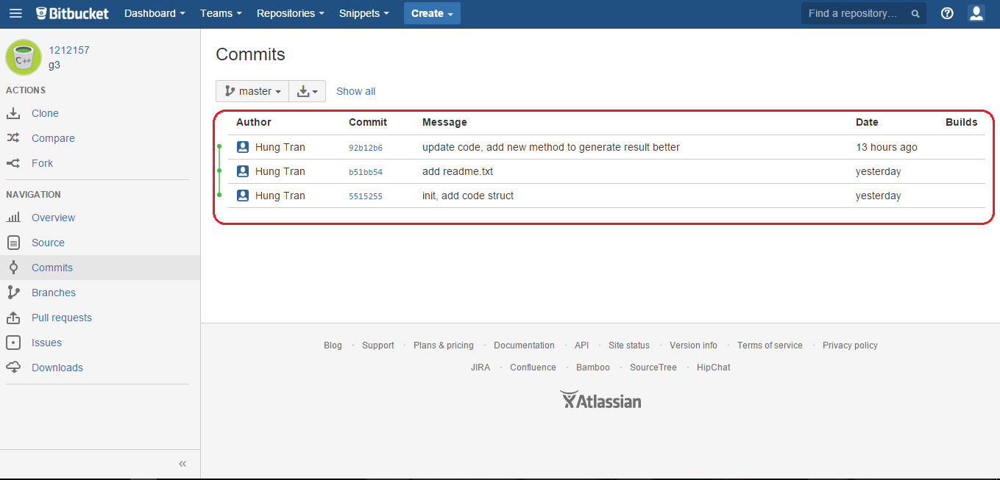 Bitbucket Dashboard Teams Repositories Snippets Create Find a repository...
C++
1212157
g3
ACTIONS
Clone
Compare
Fork
NAVIGATION
Overview
Source
Commits
Branches
Pull requests
Issues
Downloads
«
Commits
master Show all
Author Commit Message Date Builds
Hung Tran 92b12b6 update code, add new method to generate result better 13 hours ago
Hung Tran b51bb54 add readme.txt yesterday
Hung Tran 5515255 init, add code struct yesterday
Blog · Support · Plans & pricing · Documentation · API · Site status · Version info · Terms of service · Privacy policy
JIRA · Confluence · Bamboo · SourceTree · HipChat
Atlassian